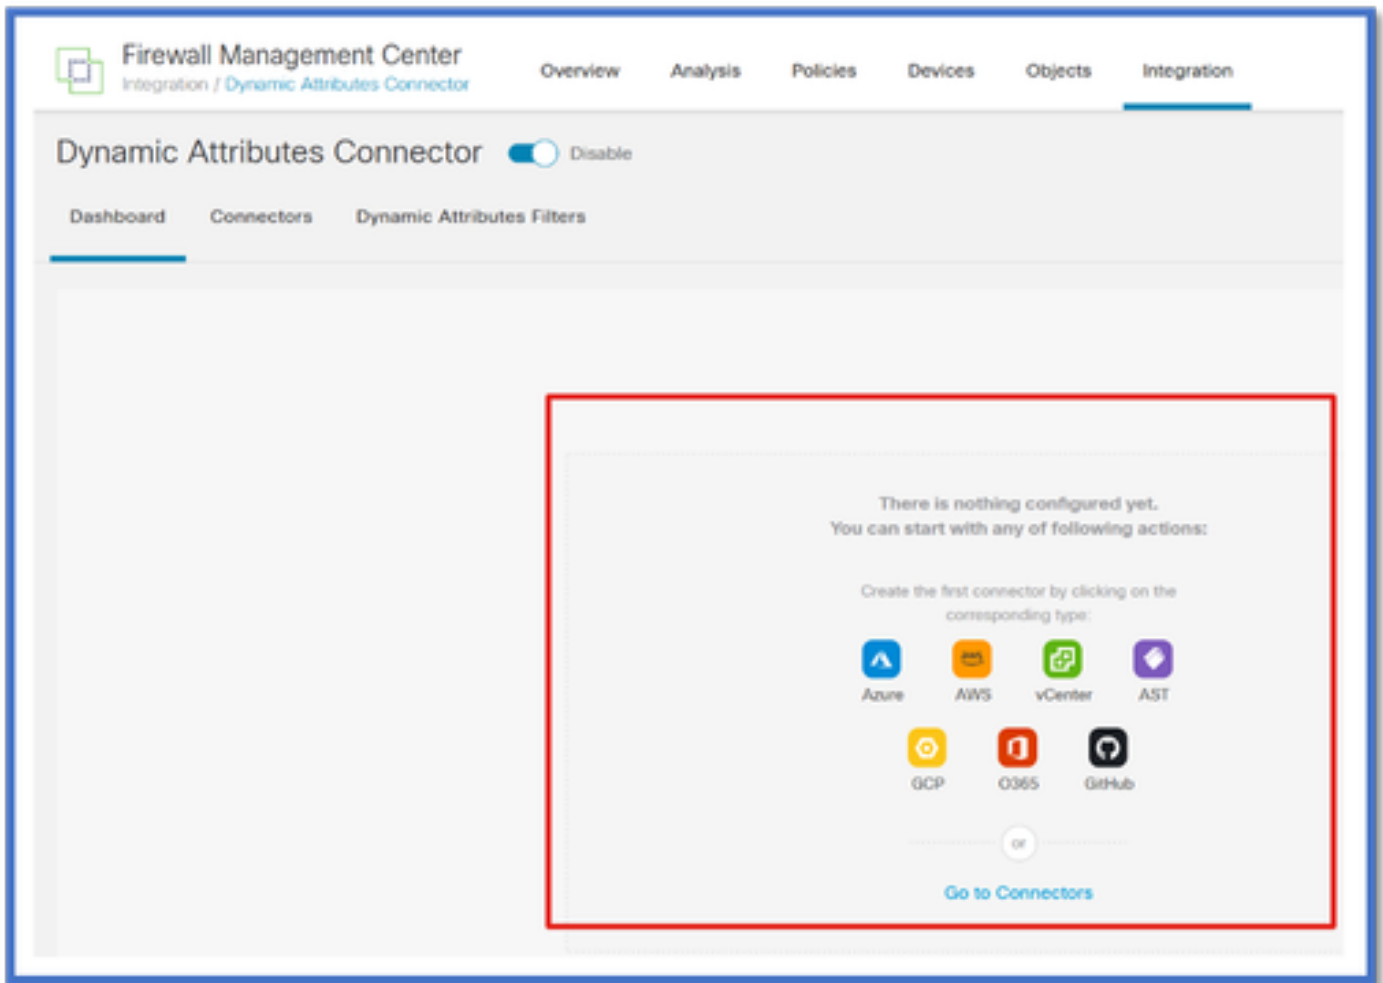 Firewall Management Center
Integration / Dynamic Attributes Connector
Overview Analysis Policies Devices Objects Integration
Dynamic Attributes Connector Disable
Dashboard Connectors Dynamic Attributes Filters
There is nothing configured yet.
You can start with any of following actions:
Create the first connector by clicking on the
corresponding type:
Azure AWS vCenter AST
GCP O365 GitHub
or
Go to Connectors